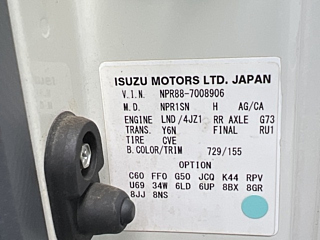 ISUZU MOTORS LTD. JAPAN
V.I.N. NPR88-7008906
M.D. NPR1SN H AG/CA
ENGINE LND/4JZ1 RR AXLE G73
TRANS. Y6N FINAL RU1
TIRE CVE
B.COLOR/TRIM 729/155
OPTION
C60 FF0 G50 JCQ K44 RPV
U69 34W 6LD 6UP 8BX 8GR
8JJ 8NS